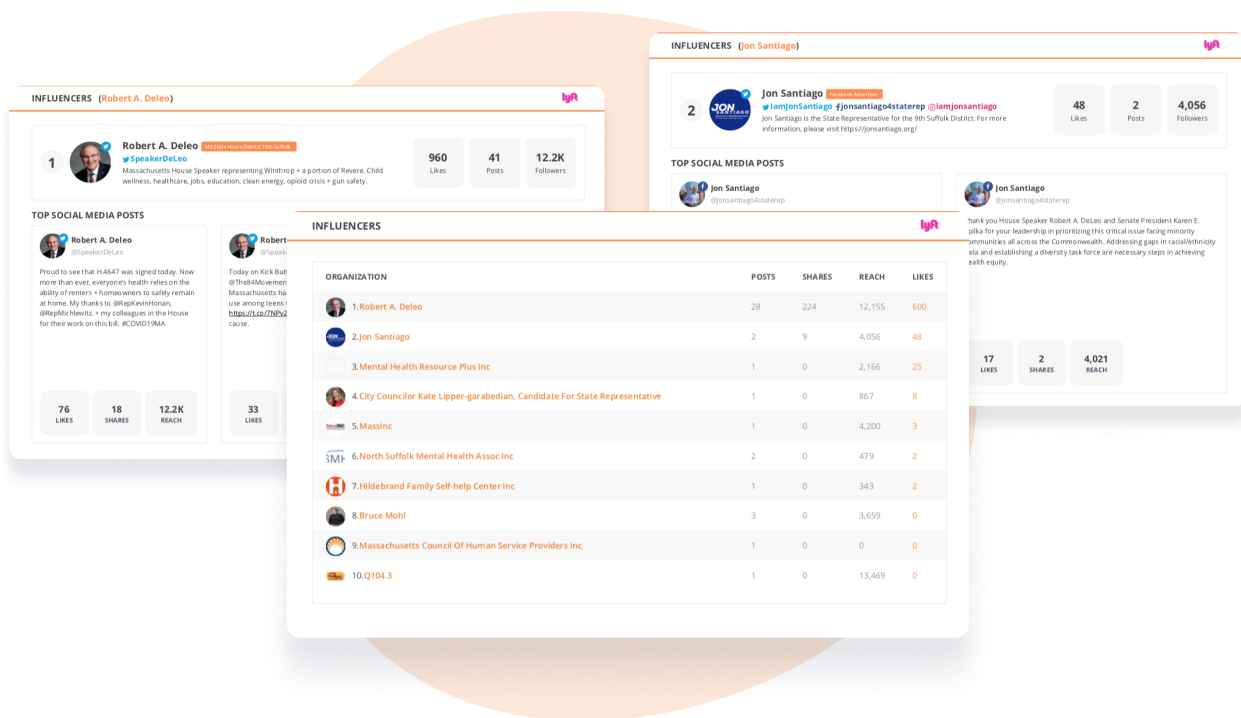 INFLUENCERS (Robert A. Deleo)
lyft
1
Robert A. Deleo MA State House District 19th Suffolk
SpeakerDeLeo
Massachusetts House Speaker representing Winthrop + a portion of Revere. Child
wellness, healthcare, jobs, education, clean energy, opioid crisis + gun safety.
960
Likes
41
Posts
12.2K
Followers
TOP SOCIAL MEDIA POSTS
Robert A. Deleo
@SpeakerDeLeo
Proud to see that H.4647 was signed today. Now
more than ever, everyone's health relies on the
ability of renters + homeowners to safely remain
at home. My thanks to @RepKevinHonan,
@RepMichlewitz, + my colleagues in the House
for their work on this bill. #COVID19MA
76
LIKES
18
SHARES
12.2K
REACH
Robert
Today on Kick
Massachusetts
use among teens
cause.
33
LIKES
INFLUENCERS (Jon Santiago)
lyft
2
JON
SANTIAGO
Jon Santiago Facebook Advertiser
IamJonSantiago jonsantiago4staterep iamjonsantiago
Jon Santiago is the State Representative for the 9th Suffolk District. For more
information, please visit https://jonsantiago.org/
48
Likes
2
Posts
4,056
Followers
TOP SOCIAL MEDIA POSTS
Jon Santiago
@jonsantiago4staterep
Jon Santiago
@jonsantiago4staterep
Thank you House Speaker Robert A. DeLeo and Senate President Karen E.
for your leadership in prioritizing this critical issue facing minority
all across the Commonwealth. Addressing gaps in racial/ethnicity
and establishing a diversity task force are necessary steps in achieving
equity.
17
LIKES
2
SHARES
4,021
REACH
INFLUENCERS
lyft
ORGANIZATION POSTS SHARES REACH LIKES
1.Robert A. Deleo 28 224 12,155 600
2.Jon Santiago 2 9 4,056 48
3.Mental Health Resource Plus Inc 1 0 2,166 25
4.City Councilor Kate Lipper-garabedian, Candidate For State Representative 1 0 867 8
5.Massinc 1 0 4,200 3
6.North Suffolk Mental Health Assoc Inc 2 0 479 2
7.Hildebrand Family Self-help Center Inc 1 0 343 2
8.Bruce Mohl 3 0 3,659 0
9.Massachusetts Council Of Human Service Providers Inc 1 0 0 0
10.Q104.3 1 0 13,469 0